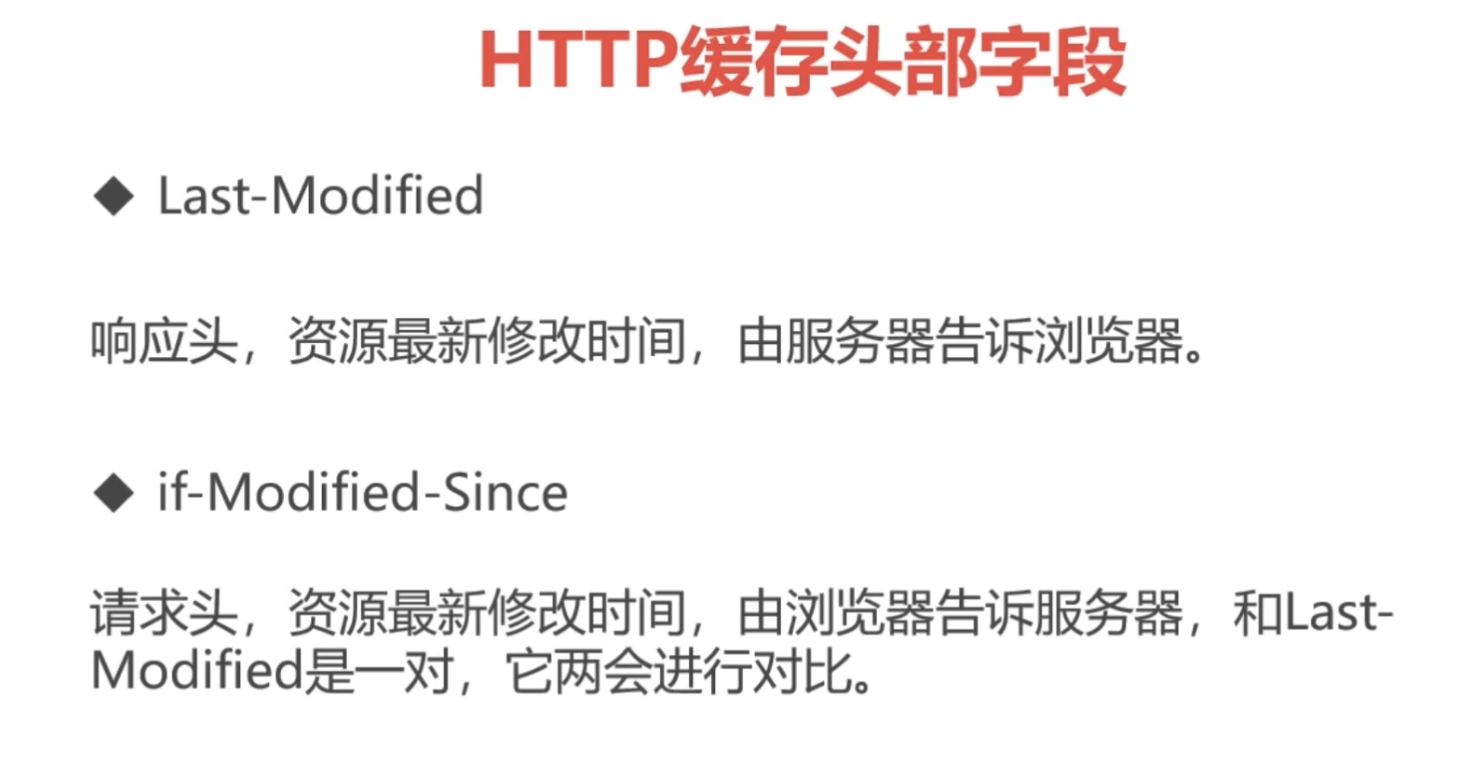 HTTP缓存头部字段
◆ Last-Modified
响应头，资源最新修改时间，由服务器告诉浏览器。
◆ if-Modified-Since
请求头，资源最新修改时间，由浏览器告诉服务器，和Last-
Modified是一对，它两会进行对比。